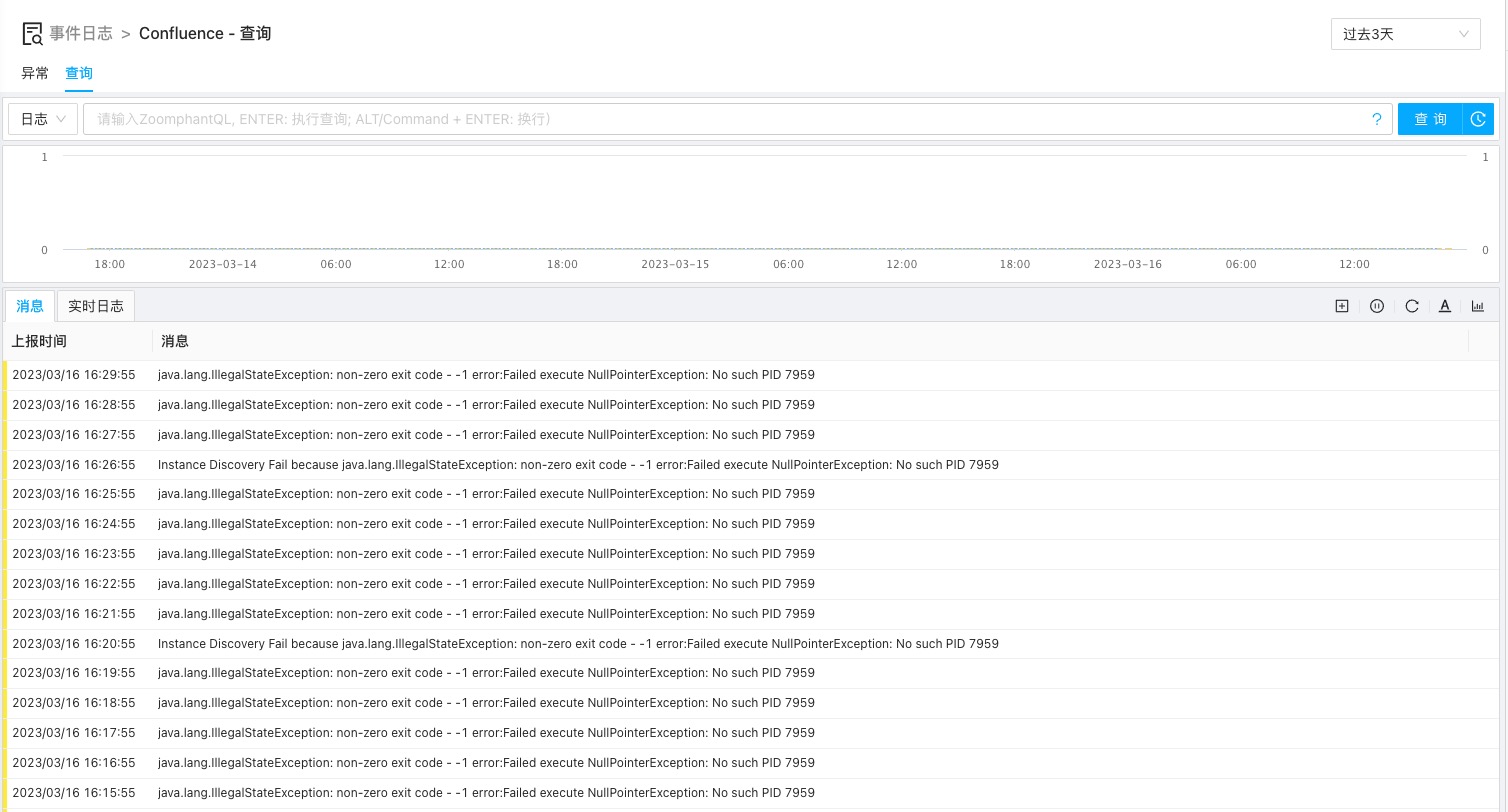 事件日志 > Confluence - 查询
过去3天
异常 查询
日志 请输入ZoomphantQL, ENTER: 执行查询; ALT/Command + ENTER: 换行) ? 查 询
1 1
0 0
18:00 2023-03-14 06:00 12:00 18:00 2023-03-15 06:00 12:00 18:00 2023-03-16 06:00 12:00
消息 实时日志
上报时间 消息
2023/03/16 16:29:55 java.lang.IllegalStateException: non-zero exit code - -1 error:Failed execute NullPointerException: No such PID 7959
2023/03/16 16:28:55 java.lang.IllegalStateException: non-zero exit code - -1 error:Failed execute NullPointerException: No such PID 7959
2023/03/16 16:27:55 java.lang.IllegalStateException: non-zero exit code - -1 error:Failed execute NullPointerException: No such PID 7959
2023/03/16 16:26:55 Instance Discovery Fail because java.lang.IllegalStateException: non-zero exit code - -1 error:Failed execute NullPointerException: No such PID 7959
2023/03/16 16:25:55 java.lang.IllegalStateException: non-zero exit code - -1 error:Failed execute NullPointerException: No such PID 7959
2023/03/16 16:24:55 java.lang.IllegalStateException: non-zero exit code - -1 error:Failed execute NullPointerException: No such PID 7959
2023/03/16 16:23:55 java.lang.IllegalStateException: non-zero exit code - -1 error:Failed execute NullPointerException: No such PID 7959
2023/03/16 16:22:55 java.lang.IllegalStateException: non-zero exit code - -1 error:Failed execute NullPointerException: No such PID 7959
2023/03/16 16:21:55 java.lang.IllegalStateException: non-zero exit code - -1 error:Failed execute NullPointerException: No such PID 7959
2023/03/16 16:20:55 Instance Discovery Fail because java.lang.IllegalStateException: non-zero exit code - -1 error:Failed execute NullPointerException: No such PID 7959
2023/03/16 16:19:55 java.lang.IllegalStateException: non-zero exit code - -1 error:Failed execute NullPointerException: No such PID 7959
2023/03/16 16:18:55 java.lang.IllegalStateException: non-zero exit code - -1 error:Failed execute NullPointerException: No such PID 7959
2023/03/16 16:17:55 java.lang.IllegalStateException: non-zero exit code - -1 error:Failed execute NullPointerException: No such PID 7959
2023/03/16 16:16:55 java.lang.IllegalStateException: non-zero exit code - -1 error:Failed execute NullPointerException: No such PID 7959
2023/03/16 16:15:55 java.lang.IllegalStateException: non-zero exit code - -1 error:Failed execute NullPointerException: No such PID 7959